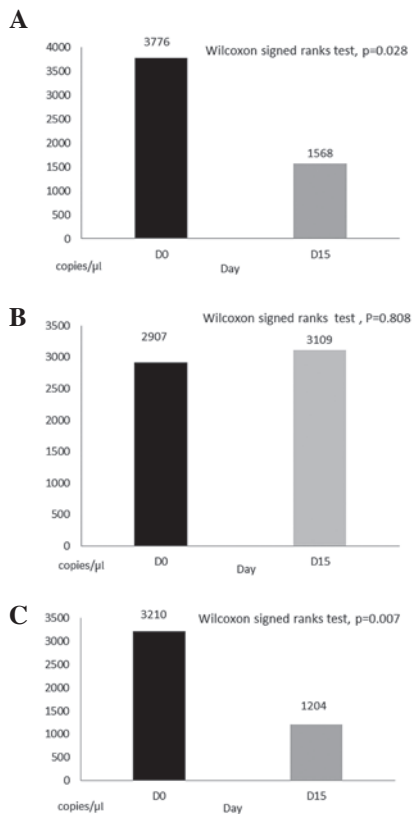 A
3776
Wilcoxon signed ranks test, p=0.028
4000
3500
3000
2500
2000
1500
1000
500
0
1568
D0
D15
copies/µl
Day
B
Wilcoxon signed ranks test , P=0.808
3500
3000
2500
2000
1500
1000
500
0
2907
3109
D0
D15
copies/µl
Day
C
3210
Wilcoxon signed ranks test, p=0.007
3500
3000
2500
2000
1500
1000
500
0
1204
D0
D15
copies/µl
Day